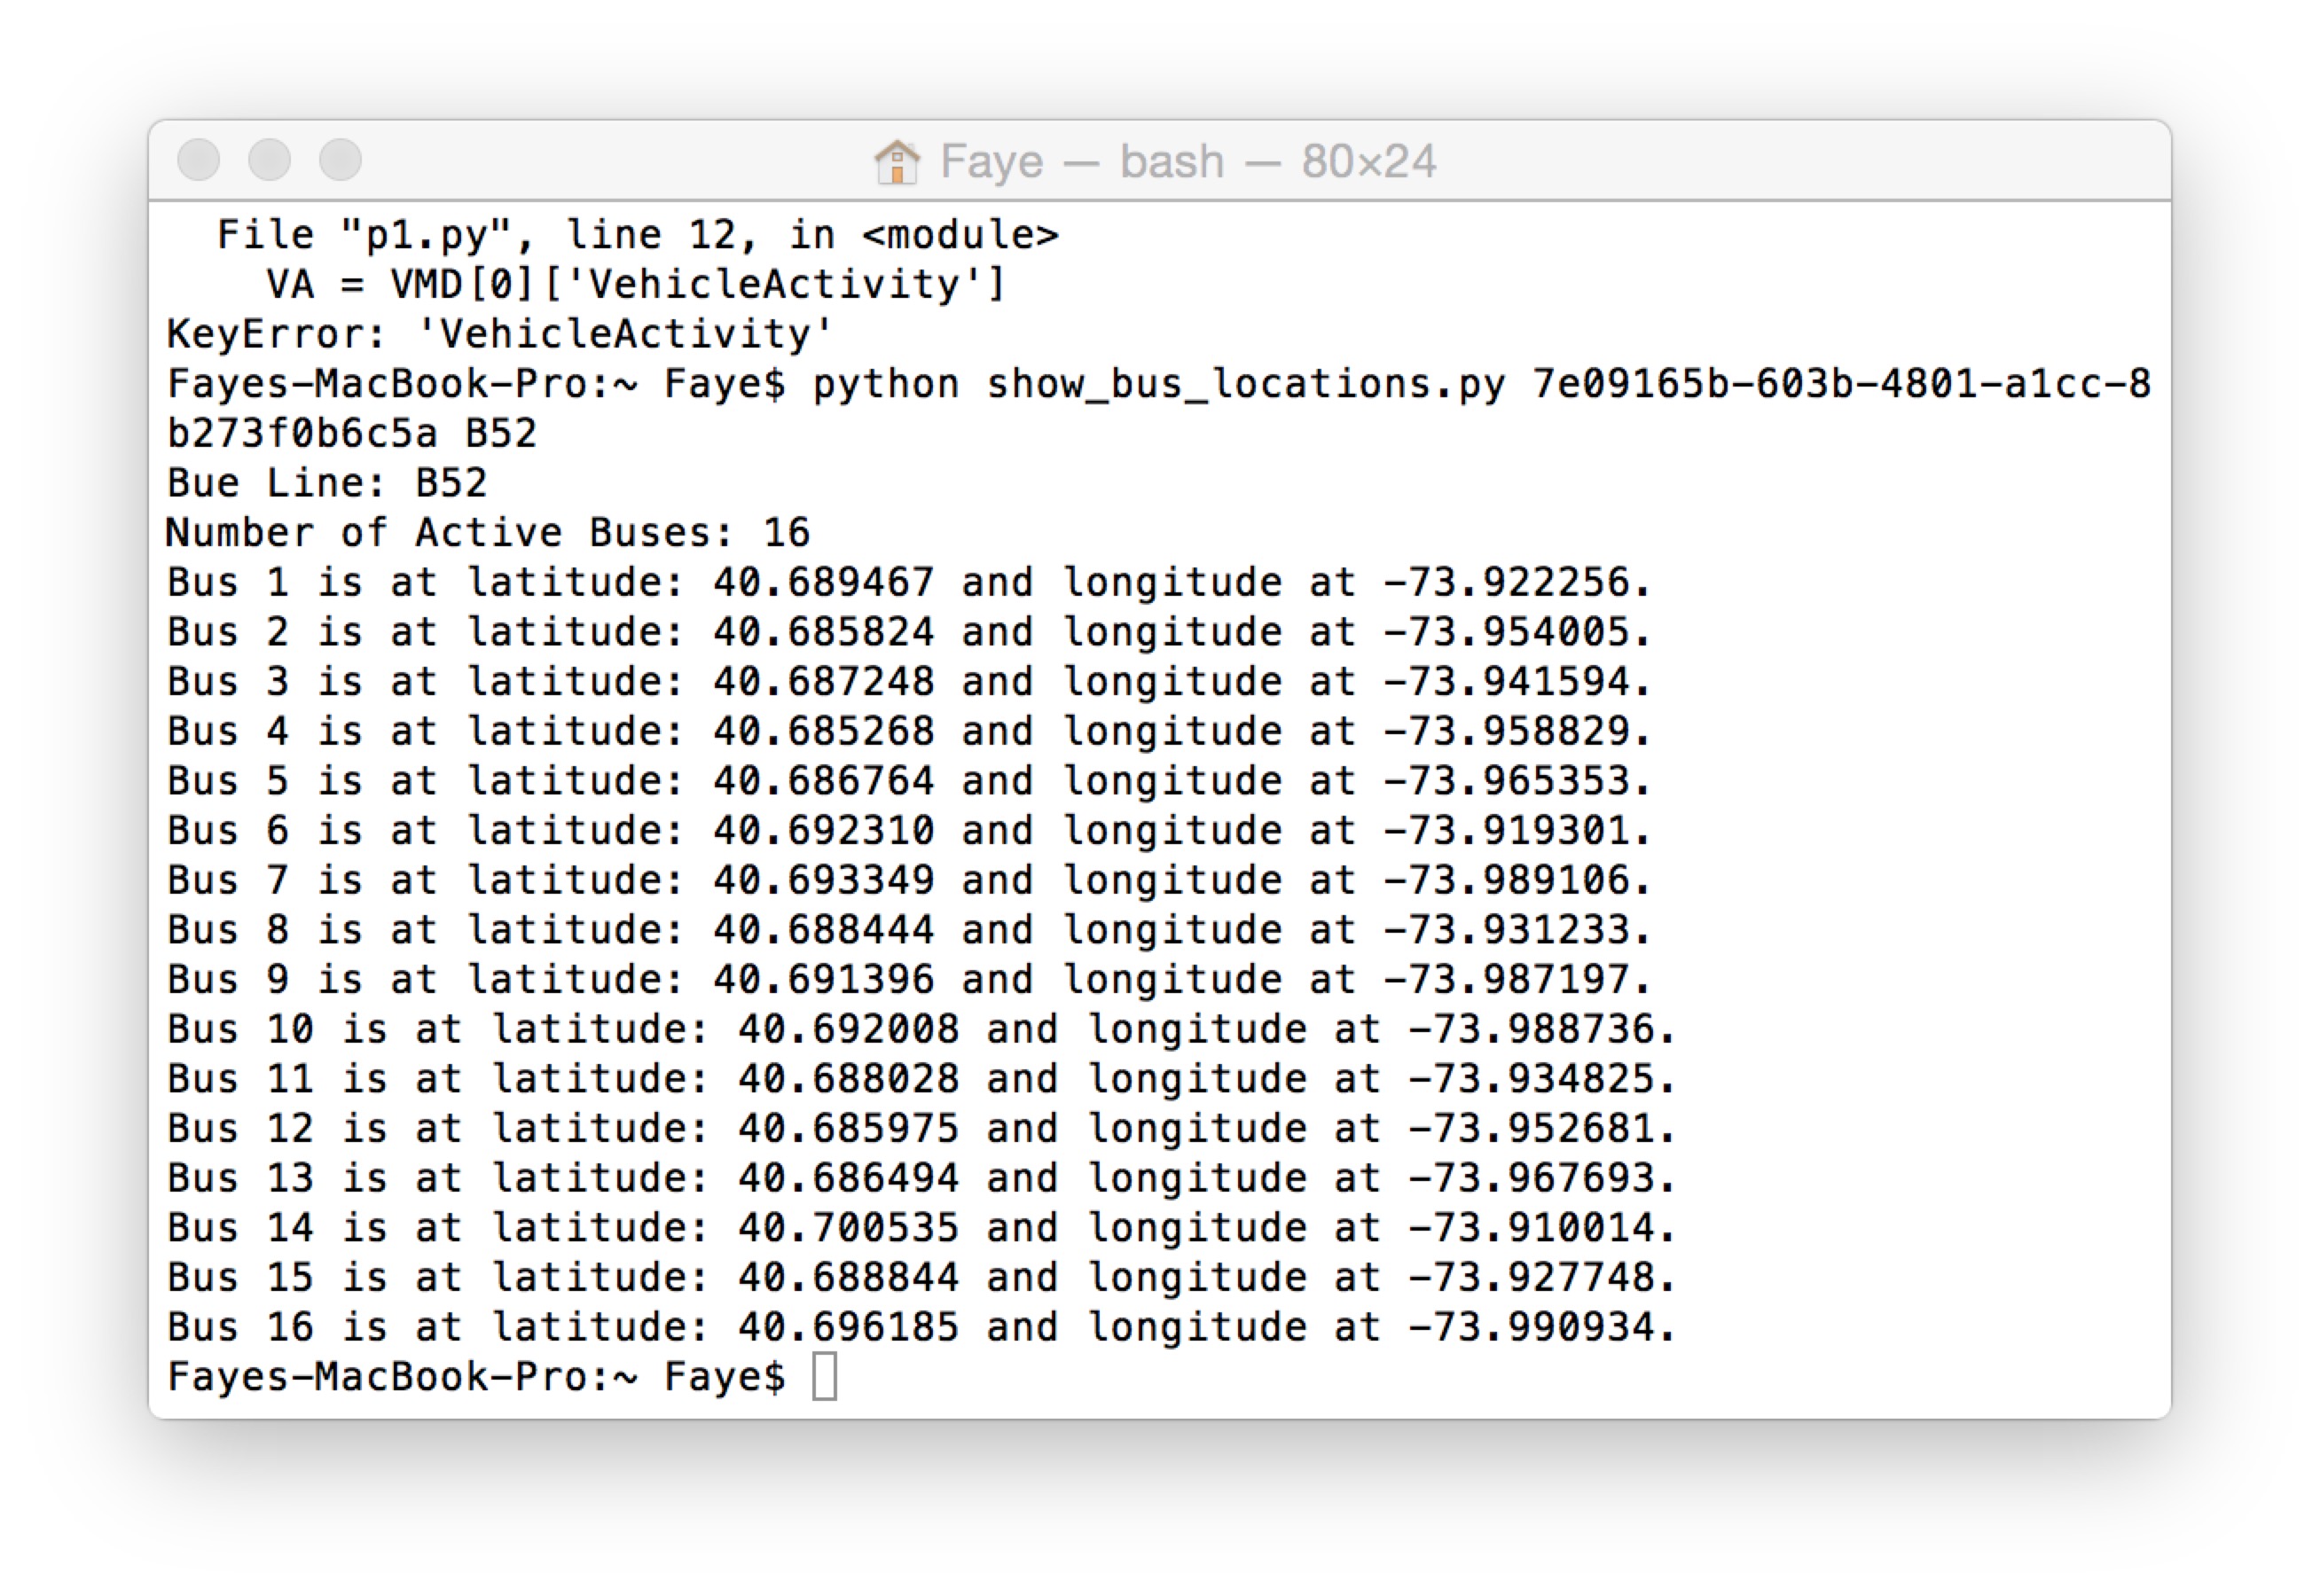 Faye — bash — 80×24
  File "p1.py", line 12, in <module>
    VA = VMD[0]['VehicleActivity']
KeyError: 'VehicleActivity'
Fayes-MacBook-Pro:~ Faye$ python show_bus_locations.py 7e09165b-603b-4801-a1cc-8
b273f0b6c5a B52
Bue Line: B52
Number of Active Buses: 16
Bus 1 is at latitude: 40.689467 and longitude at -73.922256.
Bus 2 is at latitude: 40.685824 and longitude at -73.954005.
Bus 3 is at latitude: 40.687248 and longitude at -73.941594.
Bus 4 is at latitude: 40.685268 and longitude at -73.958829.
Bus 5 is at latitude: 40.686764 and longitude at -73.965353.
Bus 6 is at latitude: 40.692310 and longitude at -73.919301.
Bus 7 is at latitude: 40.693349 and longitude at -73.989106.
Bus 8 is at latitude: 40.688444 and longitude at -73.931233.
Bus 9 is at latitude: 40.691396 and longitude at -73.987197.
Bus 10 is at latitude: 40.692008 and longitude at -73.988736.
Bus 11 is at latitude: 40.688028 and longitude at -73.934825.
Bus 12 is at latitude: 40.685975 and longitude at -73.952681.
Bus 13 is at latitude: 40.686494 and longitude at -73.967693.
Bus 14 is at latitude: 40.700535 and longitude at -73.910014.
Bus 15 is at latitude: 40.688844 and longitude at -73.927748.
Bus 16 is at latitude: 40.696185 and longitude at -73.990934.
Fayes-MacBook-Pro:~ Faye$